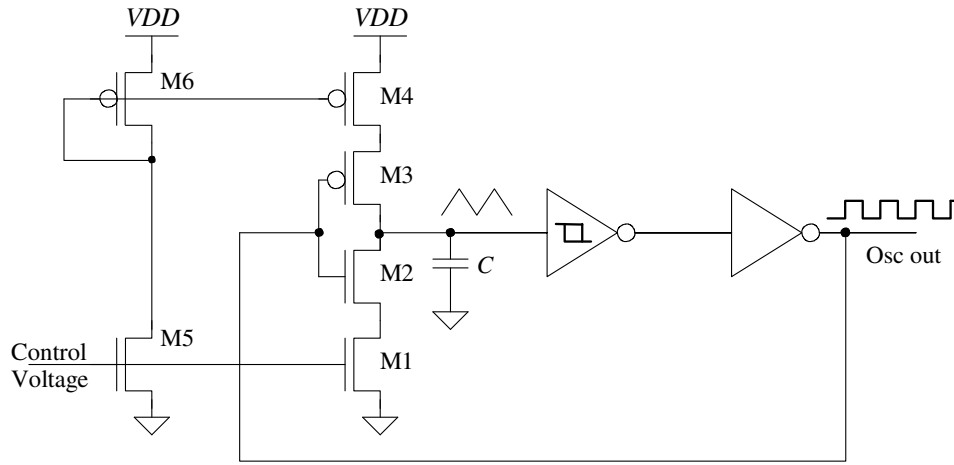 VDD
VDD
M6
M4
M3
C
Osc out
M2
M5
Control
Voltage
M1